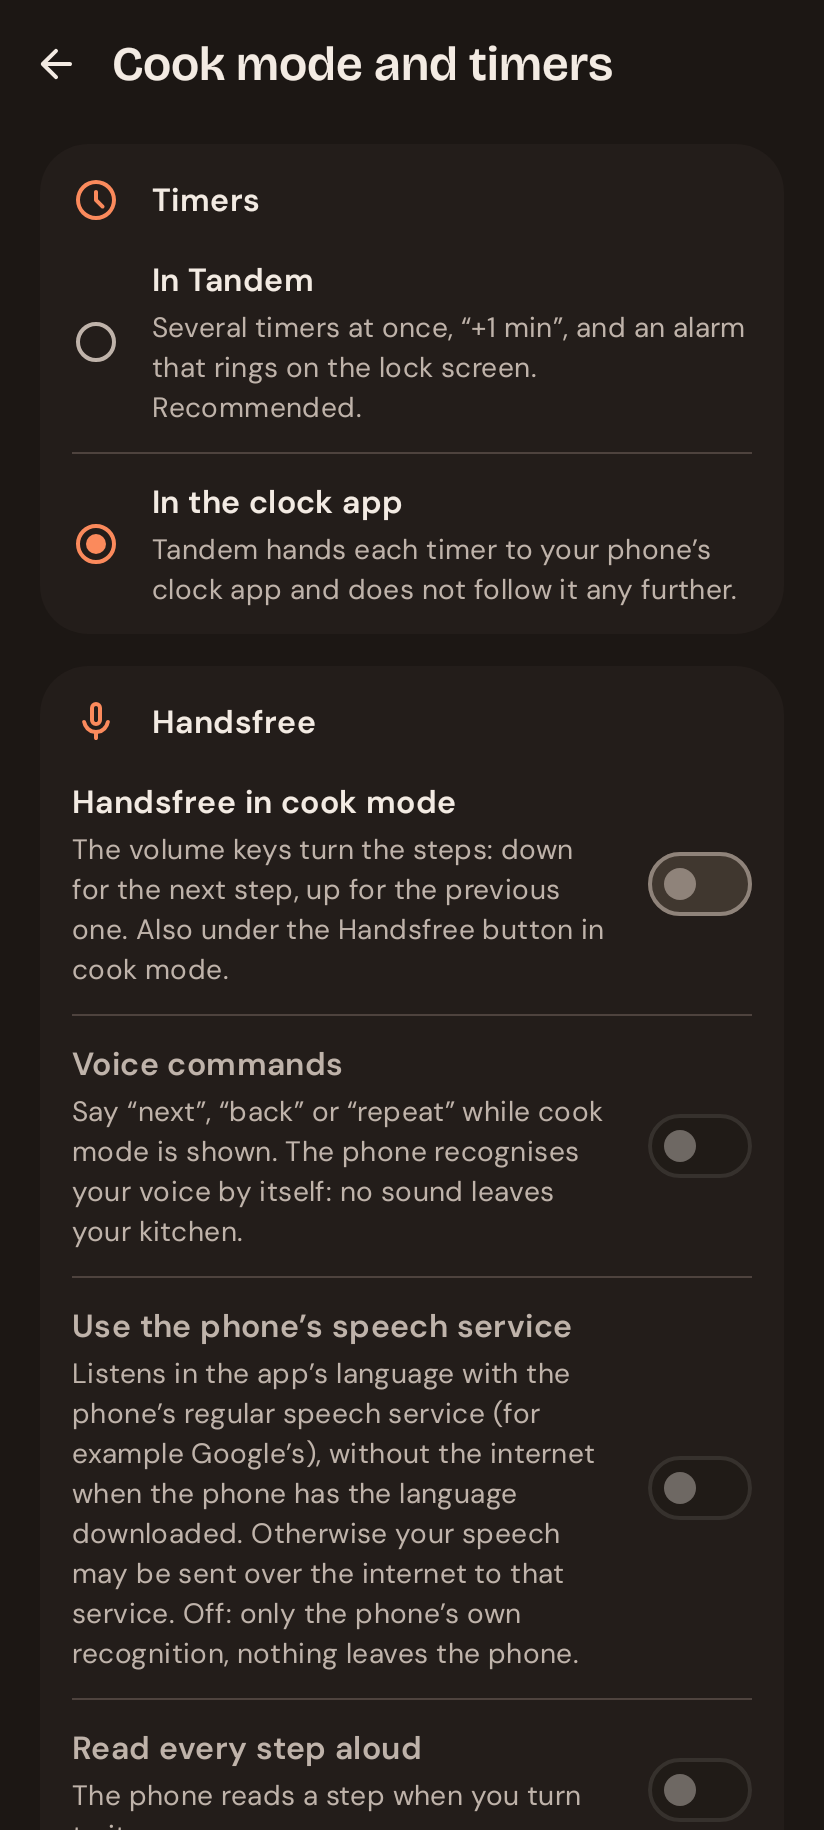 Cook mode and timers
Timers
In Tandem
Several timers at once, “+1 min”, and an alarm
that rings on the lock screen.
Recommended.
In the clock app
Tandem hands each timer to your phone’s
clock app and does not follow it any further.
Handsfree
Handsfree in cook mode
The volume keys turn the steps: down
for the next step, up for the previous
one. Also under the Handsfree button in
cook mode.
Voice commands
Say “next”, “back” or “repeat” while cook
mode is shown. The phone recognises
your voice by itself: no sound leaves
your kitchen.
Use the phone’s speech service
Listens in the app’s language with the
phone’s regular speech service (for
example Google’s), without the internet
when the phone has the language
downloaded. Otherwise your speech
may be sent over the internet to that
service. Off: only the phone’s own
recognition, nothing leaves the phone.
Read every step aloud
The phone reads a step when you turn